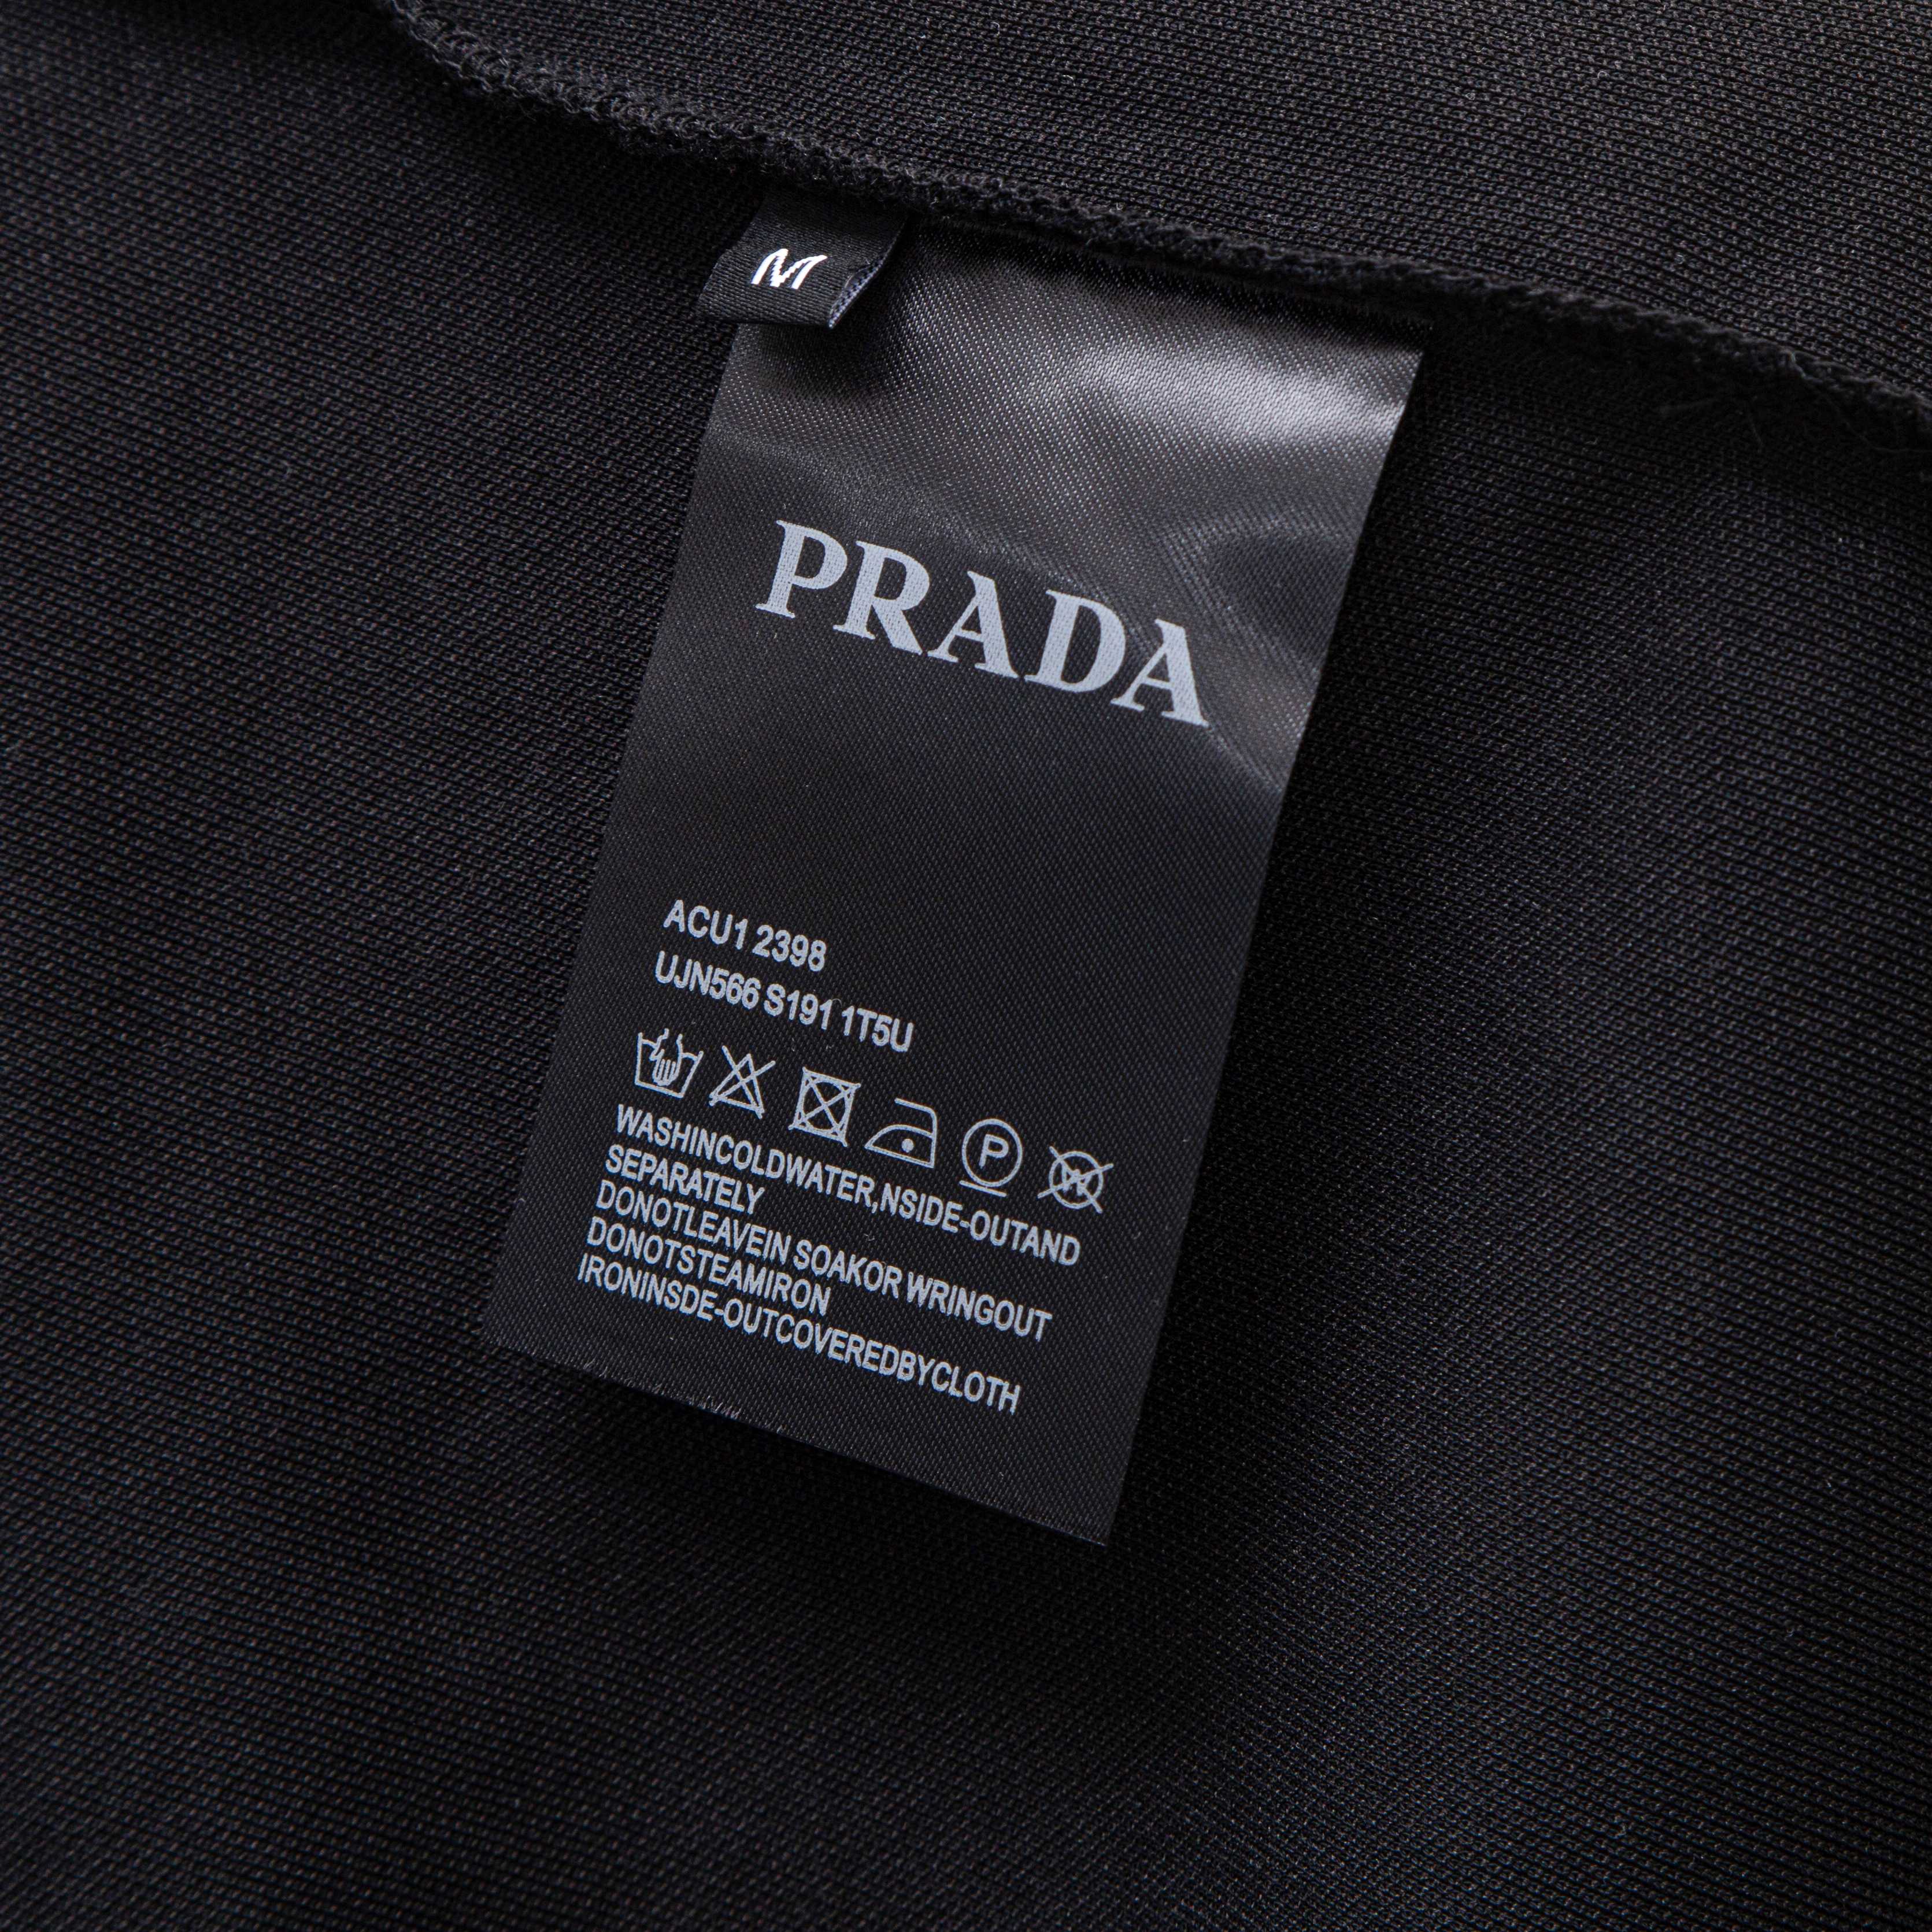 M
PRADA
ACU1 2398
UJN566 S191 1T5U
P W
WASHINCOLDWATER,NSIDE-OUTAND
SEPARATELY
DONOTLEAVEIN SOAKOR WRINGOUT
DONOTSTEAMIRON
IRONINSDE-OUTCOVEREDBYCLOTH